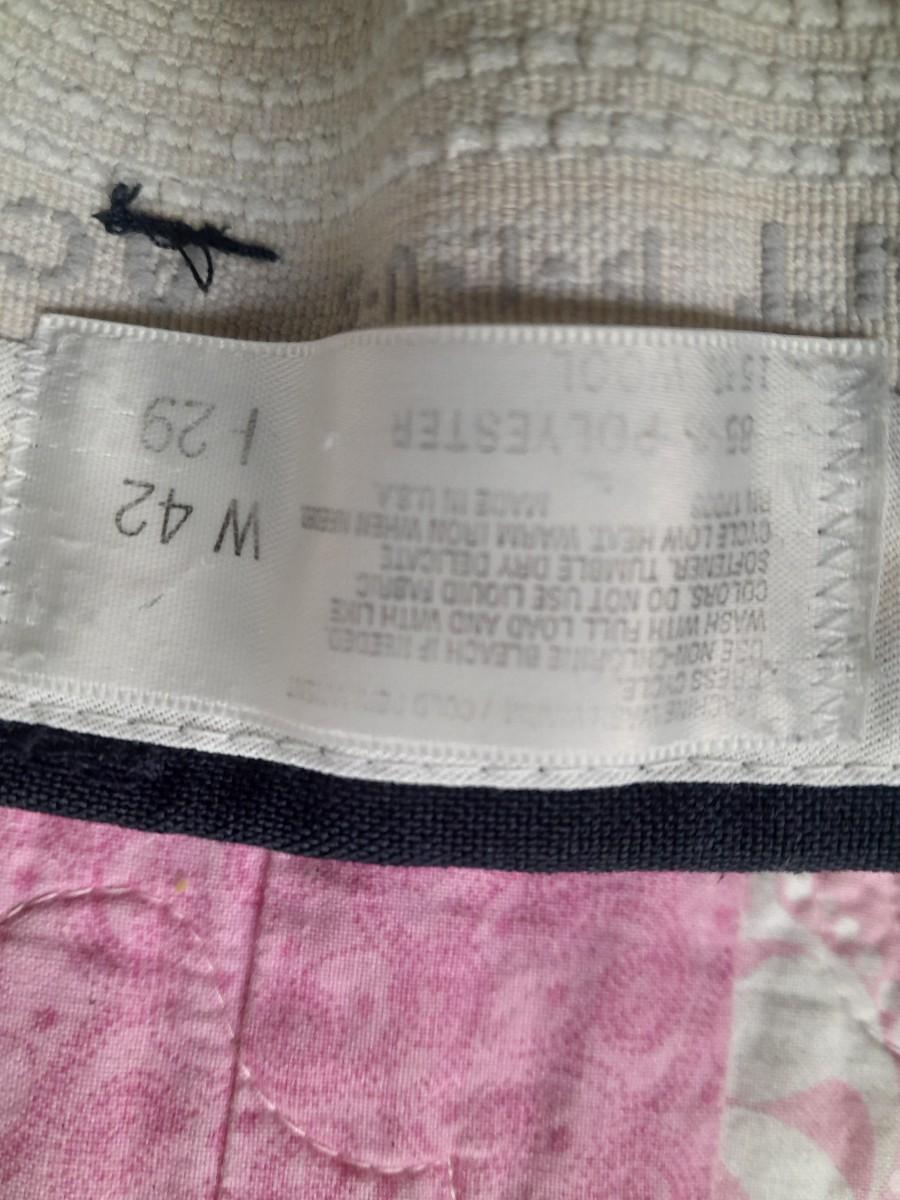 PRESS CYCLE
USE NON-CHLORINE BLEACH IF NEEDED
WASH WITH FULL LOAD AND WITH LIKE
COLORS. DO NOT USE LIQUID FABRIC
SOFTENER. TUMBLE DRY DELICATE
CYCLE LOW HEAT. WARM IRON WHEN NEEDED
MADE IN U.S.A.
POLYESTER
WOOL
W 42
29